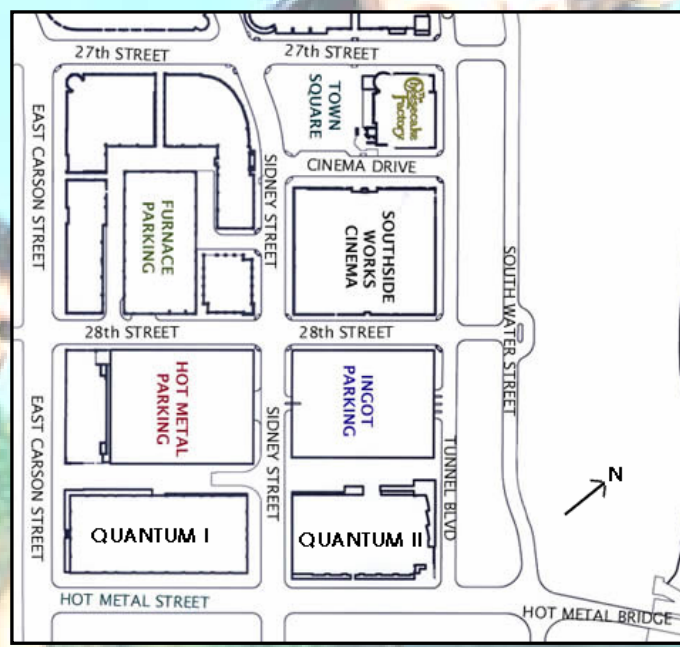 27th STREET
27th STREET
EAST CARSON STREET
TOWN
SQUARE
The
Cheesecake
Factory
CINEMA DRIVE
SIDNEY STREET
FURNACE
PARKING
SOUTHSIDE
WORKS
CINEMA
SOUTH WATER STREET
28th STREET
28th STREET
EAST CARSON STREET
HOT METAL
PARKING
SIDNEY STREET
INGOT
PARKING
TUNNEL BLVD
N
QUANTUM I
QUANTUM II
HOT METAL STREET
HOT METAL BRIDGE